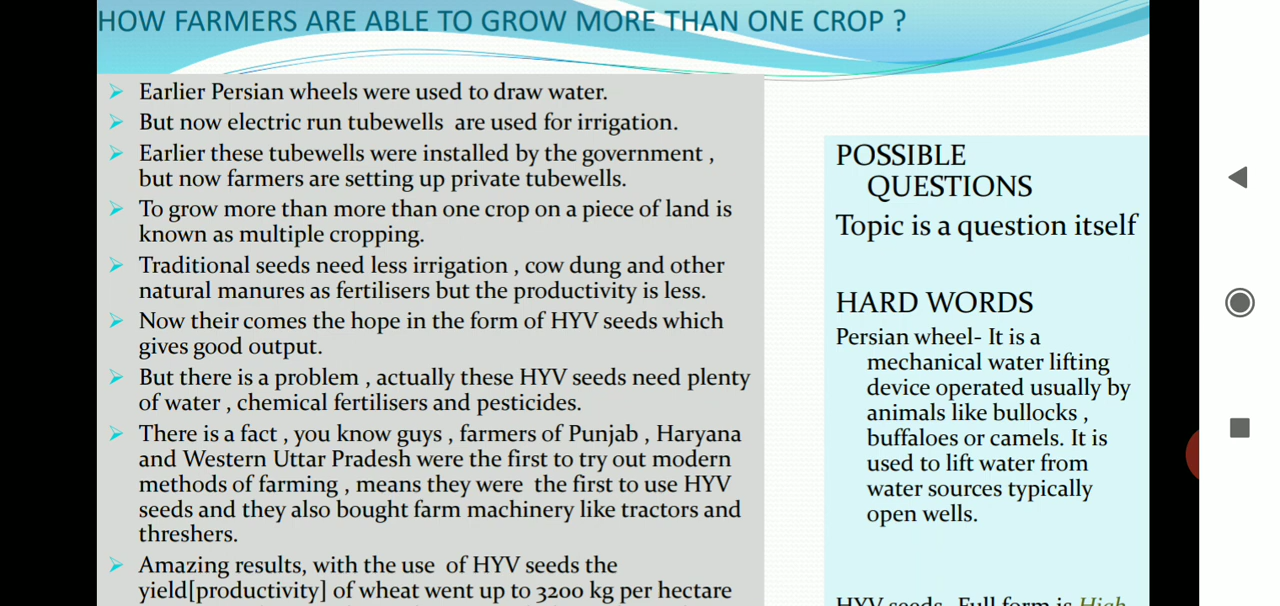 HOW FARMERS ARE ABLE TO GROW MORE THAN ONE CROP ?
Earlier Persian wheels were used to draw water.
But now electric run tubewells are used for irrigation.
Earlier these tubewells were installed by the government ,
but now farmers are setting up private tubewells.
To grow more than more than one crop on a piece of land is
known as multiple cropping.
Traditional seeds need less irrigation , cow dung and other
natural manures as fertilisers but the productivity is less.
Now their comes the hope in the form of HYV seeds which
gives good output.
But there is a problem , actually these HYV seeds need plenty
of water , chemical fertilisers and pesticides.
There is a fact , you know guys , farmers of Punjab , Haryana
and Western Uttar Pradesh were the first to try out modern
methods of farming , means they were the first to use HYV
seeds and they also bought farm machinery like tractors and
threshers.
Amazing results, with the use of HYV seeds the
yield[productivity] of wheat went up to 3200 kg per hectare
POSSIBLE
QUESTIONS
Topic is a question itself
HARD WORDS
Persian wheel- It is a
mechanical water lifting
device operated usually by
animals like bullocks ,
buffaloes or camels. It is
used to lift water from
water sources typically
open wells.
HYV seeds- Full form is High